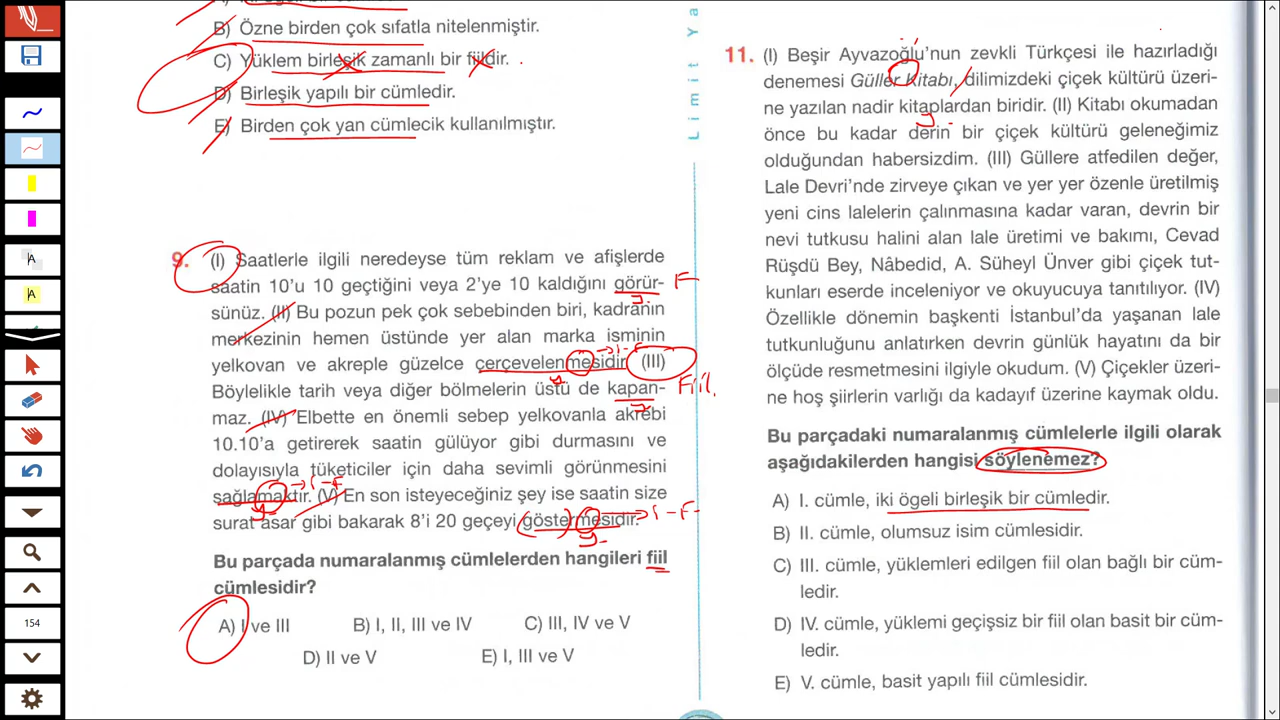 B) Özne birden çok sıfatla nitelenmiştir.
C) Yüklem birleşik zamanlı bir fiildir.
D) Birleşik yapılı bir cümledir.
E) Birden çok yan cümlecik kullanılmıştır.
9. (I) Saatlerle ilgili neredeyse tüm reklam ve afişlerde
saatin 10'u 10 geçtiğini veya 2'ye 10 kaldığını görür- F
sünüz. (II) Bu pozun pek çok sebebinden biri, kadranın
merkezinin hemen üstünde yer alan marka isminin
yelkovan ve akreple güzelce çerçevelenmesidir. (III)
Böylelikle tarih veya diğer bölmelerin üstü de kapan- Fiil.
maz. (IV) Elbette en önemli sebep yelkovanla akrebi
10.10'a getirerek saatin gülüyor gibi durmasını ve
dolayısıyla tüketiciler için daha sevimli görünmesini
sağlamaktır. (V) En son isteyeceğiniz şey ise saatin size
surat asar gibi bakarak 8'i 20 geçeyi göstermesidir.
Bu parçada numaralanmış cümlelerden hangileri fiil
cümlesidir?
A) I ve III B) I, II, III ve IV C) III, IV ve V
D) II ve V E) I, III ve V
Limit Ya
11. (I) Beşir Ayvazoğlu'nun zevkli Türkçesi ile hazırladığı
denemesi Güller Kitabı, dilimizdeki çiçek kültürü üzeri-
ne yazılan nadir kitaplardan biridir. (II) Kitabı okumadan
önce bu kadar derin bir çiçek kültürü geleneğimiz
olduğundan habersizdim. (III) Güllere atfedilen değer,
Lale Devri'nde zirveye çıkan ve yer yer özenle üretilmiş
yeni cins lalelerin çalınmasına kadar varan, devrin bir
nevi tutkusu halini alan lale üretimi ve bakımı, Cevad
Rüşdü Bey, Nâbedid, A. Süheyl Ünver gibi çiçek tut-
kunları eserde inceleniyor ve okuyucuya tanıtılıyor. (IV)
Özellikle dönemin başkenti İstanbul'da yaşanan lale
tutkunluğunu anlatırken devrin günlük hayatını da bir
ölçüde resmetmesini ilgiyle okudum. (V) Çiçekler üzeri-
ne hoş şiirlerin varlığı da kadayıf üzerine kaymak oldu.
Bu parçadaki numaralanmış cümlelerle ilgili olarak
aşağıdakilerden hangisi söylenemez?
A) I. cümle, iki ögeli birleşik bir cümledir.
B) II. cümle, olumsuz isim cümlesidir.
C) III. cümle, yüklemleri edilgen fiil olan bağlı bir cüm-
ledir.
D) IV. cümle, yüklemi geçişsiz bir fiil olan basit bir cüm-
ledir.
E) V. cümle, basit yapılı fiil cümlesidir.
154